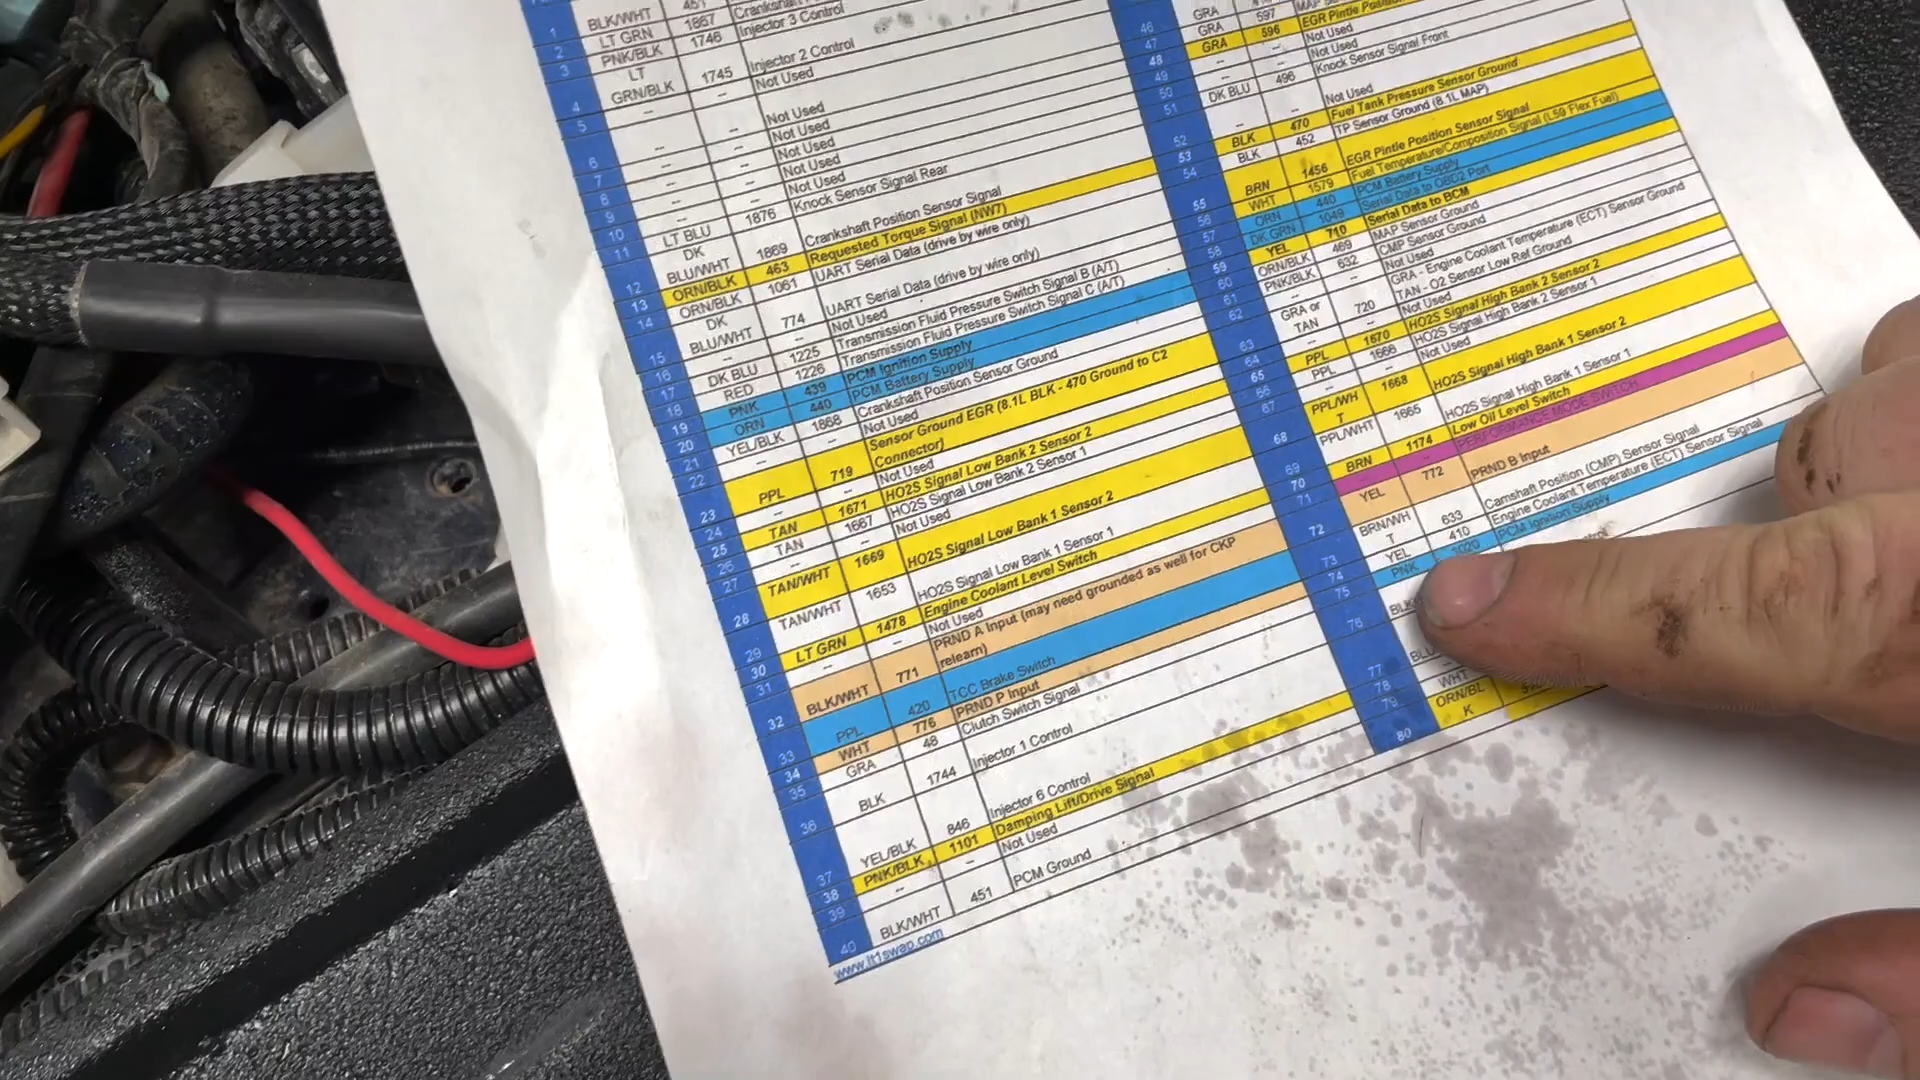 1 BLK/WHT 451
2 LT GRN 1867
3 PNK/BLK 1746 Injector 3 Control
4 LT GRN/BLK 1745 Injector 2 Control
5 -- -- Not Used
6 -- -- Not Used
7 -- -- Not Used
8 -- -- Not Used
9 -- -- Not Used
10 -- -- Not Used
11 LT BLU 1876 Knock Sensor Signal Rear
12 DK BLU/WHT 1869 Crankshaft Position Sensor Signal
13 ORN/BLK 463 Requested Torque Signal (NW7)
14 ORN/BLK 1061 UART Serial Data (drive by wire only)
15 DK BLU/WHT 774 UART Serial Data (drive by wire only)
16 -- -- Not Used
17 DK BLU 1225 Transmission Fluid Pressure Switch Signal B (A/T)
18 RED 1226 Transmission Fluid Pressure Switch Signal C (A/T)
19 PNK 439 PCM Ignition Supply
20 ORN 440 PCM Battery Supply
21 YEL/BLK 1868 Crankshaft Position Sensor Ground
22 -- -- Not Used
23 PPL 719 Sensor Ground EGR (8.1L BLK - 470 Ground to C2 Connector)
24 -- -- Not Used
25 TAN 1671 HO2S Signal Low Bank 2 Sensor 2
26 TAN 1667 HO2S Signal Low Bank 2 Sensor 1
27 -- -- Not Used
28 TAN/WHT 1669 HO2S Signal Low Bank 1 Sensor 2
29 TAN/WHT 1653 HO2S Signal Low Bank 1 Sensor 1
30 LT GRN 1478 Engine Coolant Level Switch
31 -- -- Not Used
32 BLK/WHT 771 PRND A Input (may need grounded as well for CKP relearn)
33 PPL 420 TCC Brake Switch
34 WHT 776 PRND P Input
35 GRA 48 Clutch Switch Signal
36 BLK 1744 Injector 1 Control
37 YEL/BLK 846 Injector 6 Control
38 PNK/BLK 1101 Damping Lift/Drive Signal
39 -- -- Not Used
40 BLK/WHT 451 PCM Ground
www.lt1swap.com
46 GRA
47 GRA 597
48 GRA 596 EGR Pintle
49 -- -- Not Used
50 -- -- Not Used
51 DK BLU 496 Knock Sensor Signal Front
52 -- -- Not Used
53 BLK 470 Fuel Tank Pressure Sensor Ground
54 BLK 452 TP Sensor Ground (8.1L MAP)
55 BRN 1456 EGR Pintle Position Sensor Signal
56 WHT 1579 Fuel Temperature/Composition Signal (L59 Flex Fuel)
57 ORN 440 PCM Battery Supply
58 DK GRN 1049 Serial Data to OBD2 Port
59 YEL 710 Serial Data to BCM
60 ORN/BLK 469 MAP Sensor Ground
61 PNK/BLK 632 CMP Sensor Ground
62 -- -- Not Used
63 GRA or TAN 720 GRA - Engine Coolant Temperature (ECT) Sensor Ground
TAN - O2 Sensor Low Ref Ground
64 -- -- Not Used
65 PPL 1670 HO2S Signal High Bank 2 Sensor 2
66 PPL 1666 HO2S Signal High Bank 2 Sensor 1
67 -- -- Not Used
68 PPL/WHT 1668 HO2S Signal High Bank 1 Sensor 2
69 PPL/WHT 1665 HO2S Signal High Bank 1 Sensor 1
70 BRN 1174 Low Oil Level Switch
71 -- PERFORMANCE MODE SWITCH
72 YEL 772 PRND B Input
73 BRN/WHT 633 Camshaft Position (CMP) Sensor Signal
74 YEL 410 Engine Coolant Temperature (ECT) Sensor Signal
75 PNK 1020 PCM Ignition Supply
76
77
78 WHT
79
80 ORN/BLK